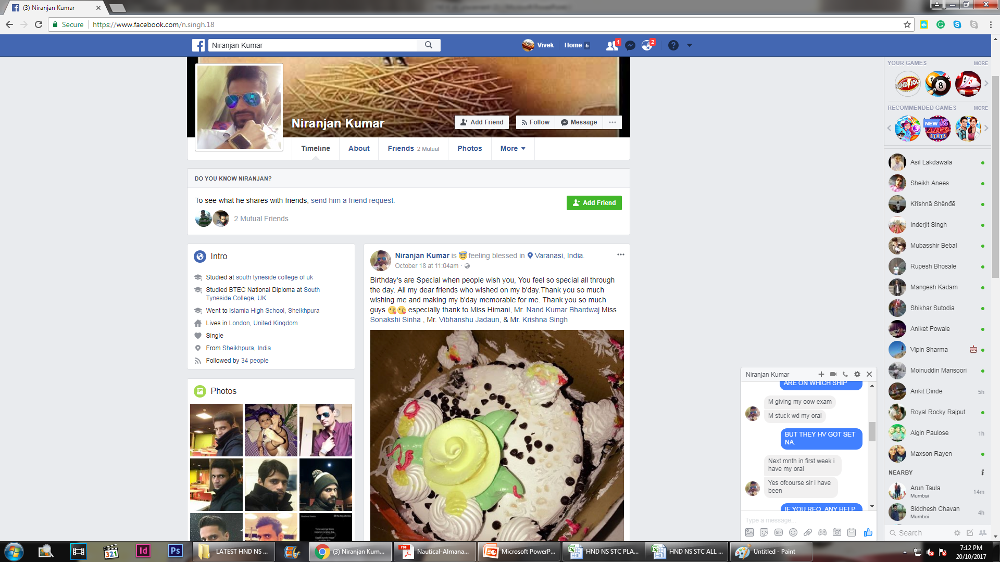 (3) Niranjan Kumar
Secure
https://www.facebook.com/n.singh.18
Niranjan Kumar
Vivek
Home 5
1
2
Niranjan Kumar
Add Friend
Follow
Message
Timeline
About
Friends 2 Mutual
Photos
More
DO YOU KNOW NIRANJAN?
To see what he shares with friends, send him a friend request.
Add Friend
2 Mutual Friends
Intro
Studied at south tyneside college of uk
Studied BTEC National Diploma at South
Tyneside College, UK
Went to Islamia High School, Sheikhpura
Lives in London, United Kingdom
Single
From Sheikhpura, India
Followed by 34 people
Photos
Niranjan Kumar is feeling blessed in Varanasi, India.
October 18 at 11:04am
Birthday's are Special when people wish you, You feel so special all through
the day. All my dear friends who wished on my b'day.Thank you so much
wishing me and making my b'day memorable for me. Thank you so much
guys 😘😘 especially thank to Miss Himani, Mr. Nand Kumar Bhardwaj Miss
Sonakshi Sinha , Mr. Vibhanshu Jadaun, & Mr. Krishna Singh
YOUR GAMES
MORE
RECOMMENDED GAMES
MORE
NEW
Asil Lakdawala
Sheikh Anees
Křîshnã Shëndē
Inderjit Singh
Mubasshir Bebal
Rupesh Bhosale
Mangesh Kadam
Shikhar Sutodia
Aniket Powale
Vipin Sharma
Moinuddin Mansoori
Ankit Dinde 5h
Royal Rocky Rajput
Aigin Paulose 1h
Maxson Rayen
NEARBY
Arun Taula 14m
Mumbai
Siddhesh Chavan 4h
Mumbai
Search
Niranjan Kumar
ARE ON WHICH SHIP
M giving my oow exam
M stuck wd my oral
BUT THEY HV GOT SET
NA.
Next mnth in first week i
have my oral
Yes ofcourse sir i have
been
IF YOU REQ. ANY HELP
Type a message...
GIF
321
Id
Ps
LATEST HND NS ...
(3) Niranjan Kum...
PDF
Nautical-Almana...
Microsoft PowerP...
HND NS STC PLA...
HND NS STC ALL ...
Untitled - Paint
7:12 PM
20/10/2017